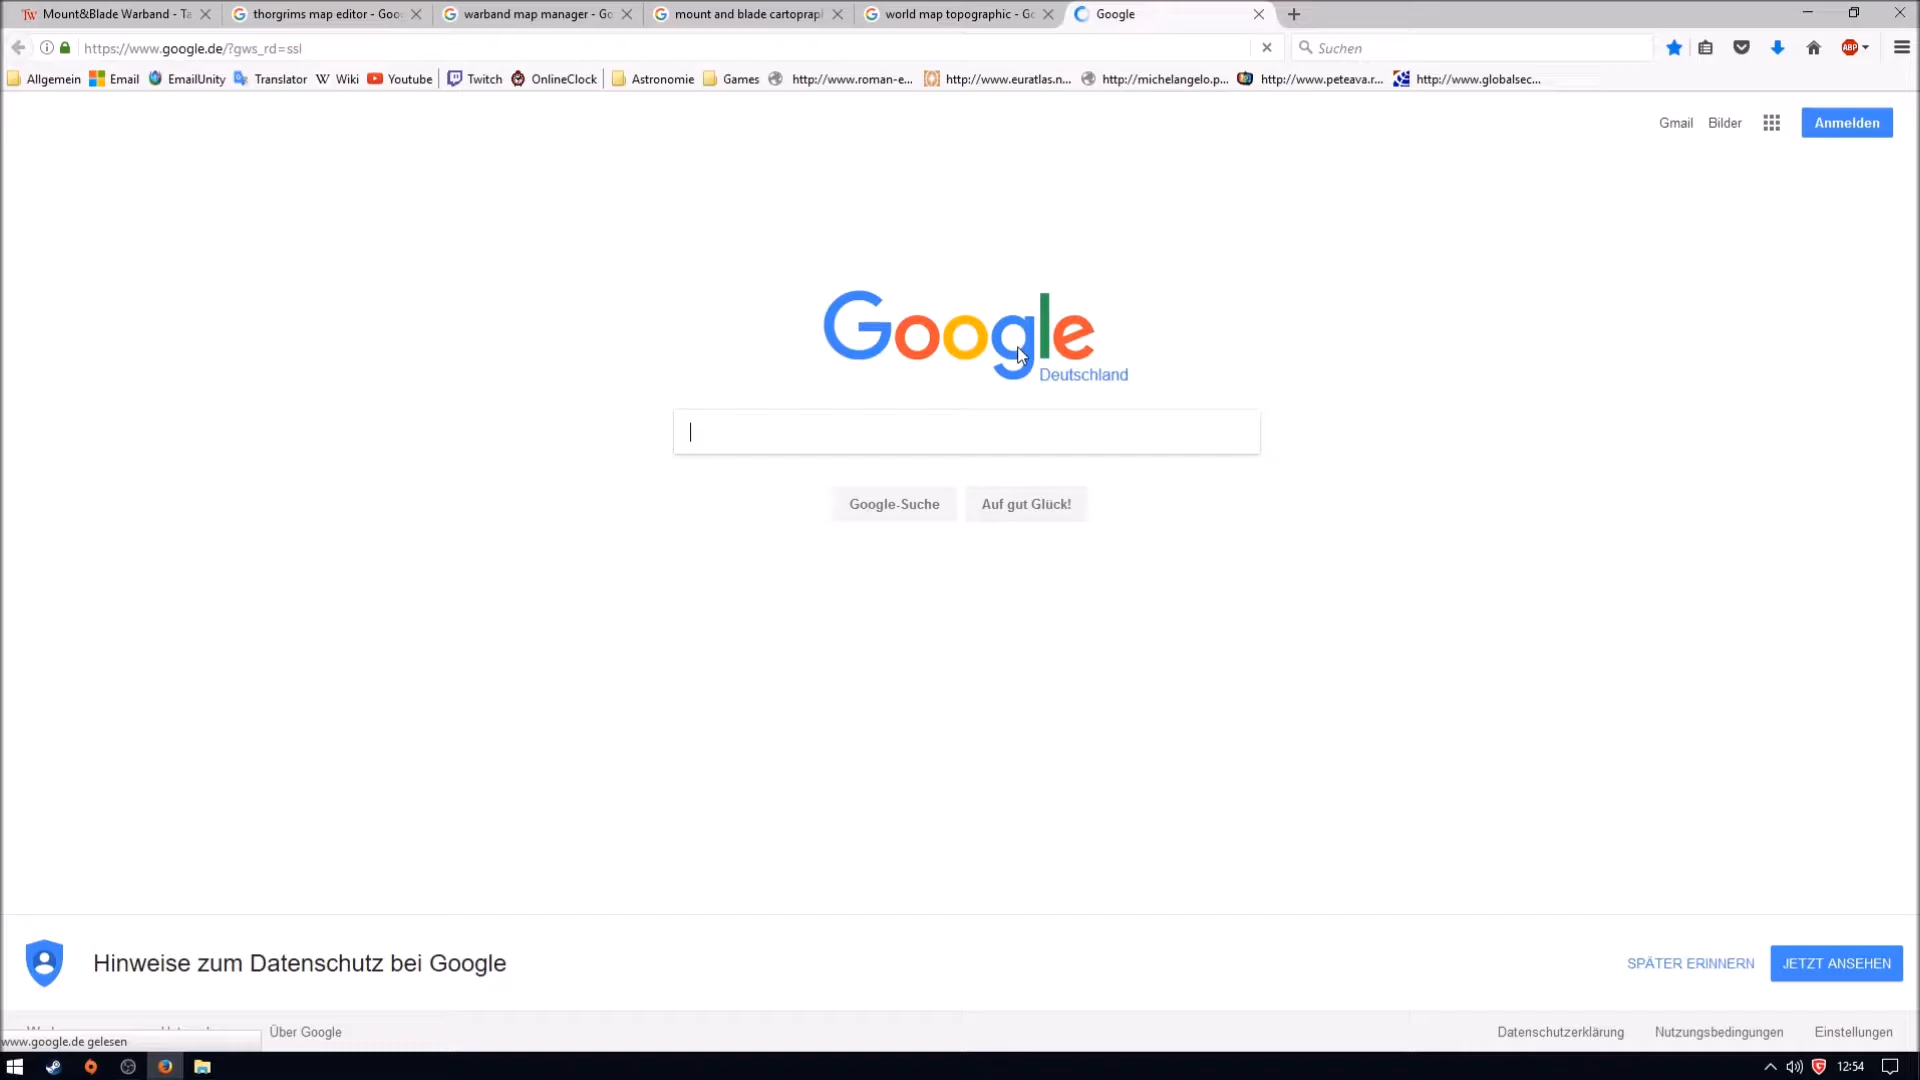 Mount&Blade Warband - Ta
thorgrims map editor - Goo
warband map manager - Go
mount and blade cartopraph
world map topographic - Go
Google
https://www.google.de/?gws_rd=ssl
Suchen
ABP
Allgemein
Email
EmailUnity
Translator
Wiki
Youtube
Twitch
OnlineClock
Astronomie
Games
http://www.roman-e...
http://www.euratlas.n...
http://michelangelo.p...
http://www.peteava.r...
http://www.globalsec...
Gmail
Bilder
Anmelden
Google
Deutschland
Google-Suche
Auf gut Glück!
Hinweise zum Datenschutz bei Google
SPÄTER ERINNERN
JETZT ANSEHEN
Über Google
Datenschutzerklärung
Nutzungsbedingungen
Einstellungen
www.google.de gelesen
12:54